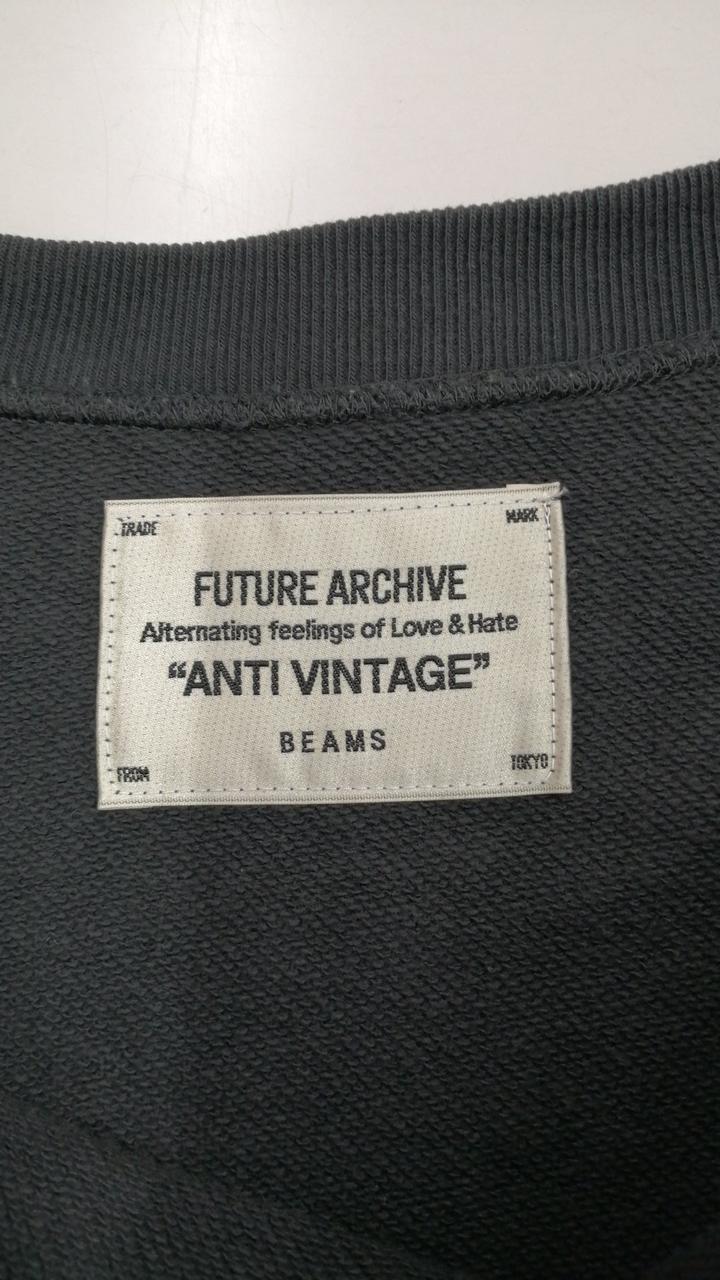 TRADE MARK
FUTURE ARCHIVE
Alternating feelings of Love & Hate
“ANTI VINTAGE”
BEAMS
FROM TOKYO